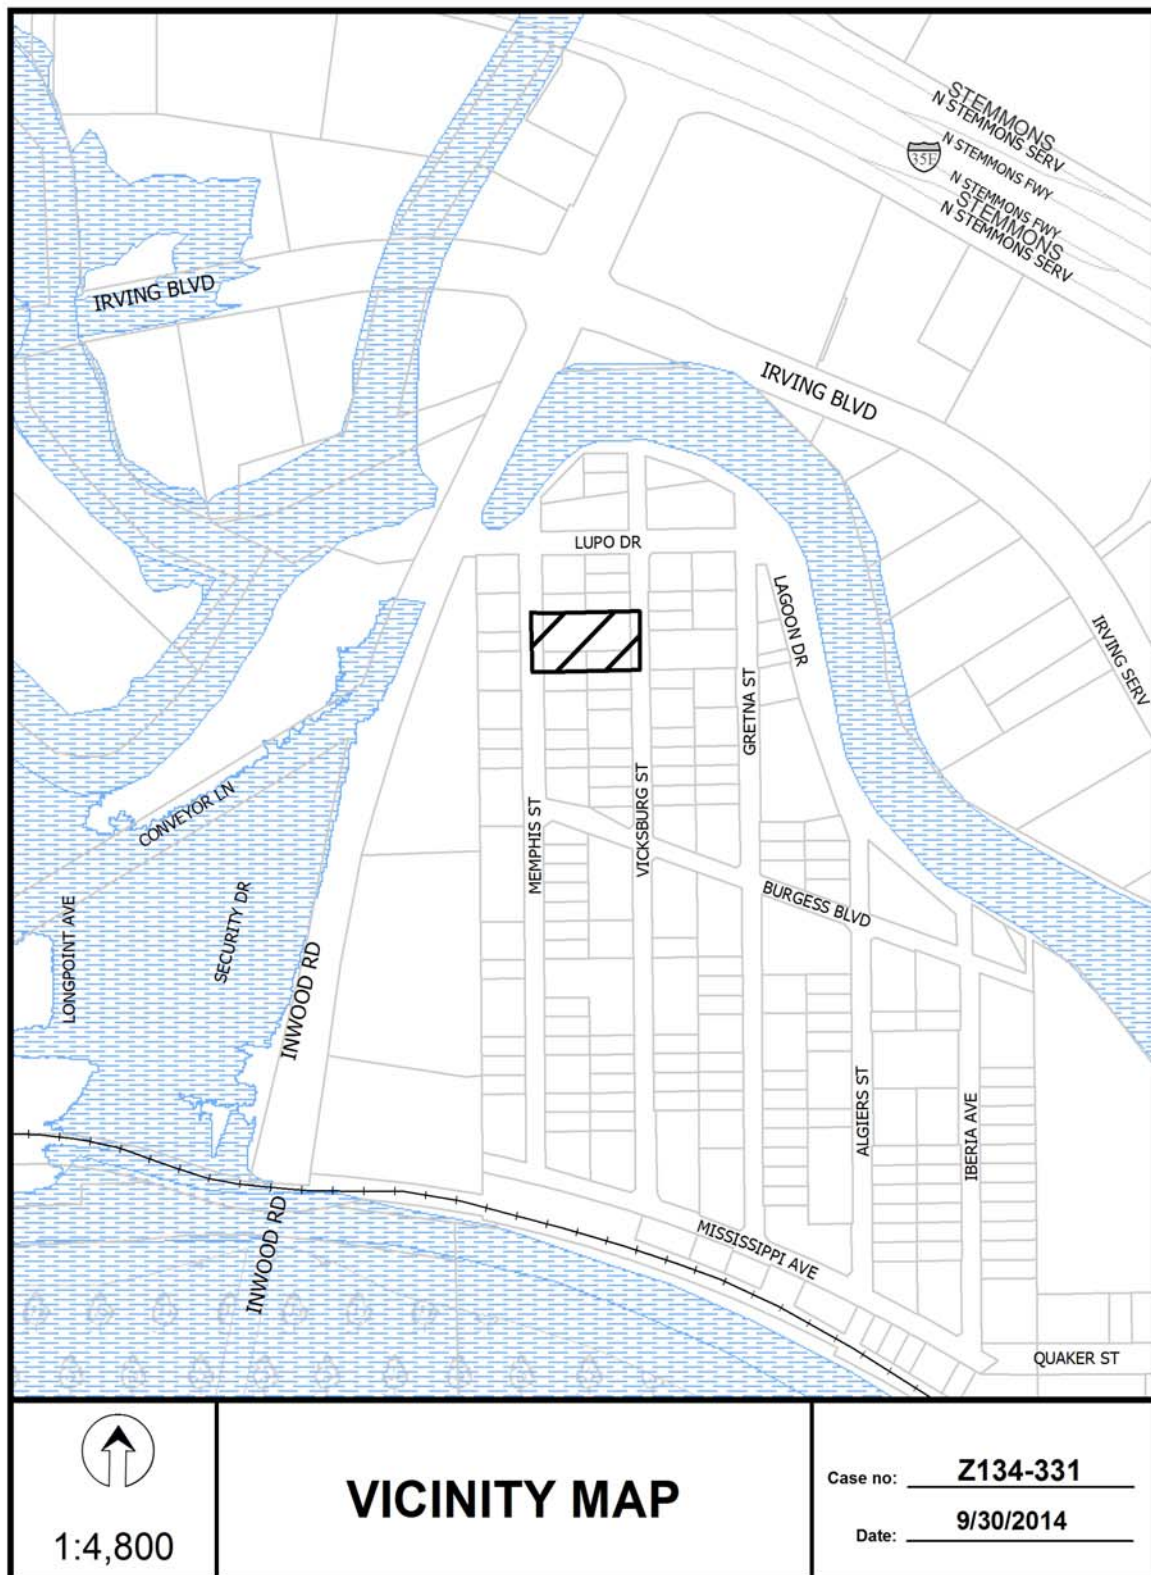 STEMMONS
N STEMMONS SERV
N STEMMONS FWY
35E
N STEMMONS FWY
STEMMONS
N STEMMONS SERV
IRVING BLVD
IRVING BLVD
LUPO DR
LAGOON DR
IRVING SERV
GRETNA ST
CONVEYOR LN
MEMPHIS ST
VICKSBURG ST
BURGESS BLVD
LONGPOINT AVE
SECURITY DR
INWOOD RD
ALGIERS ST
IBERIA AVE
INWOOD RD
MISSISSIPPI AVE
QUAKER ST
1:4,800
VICINITY MAP
Case no: Z134-331
Date: 9/30/2014